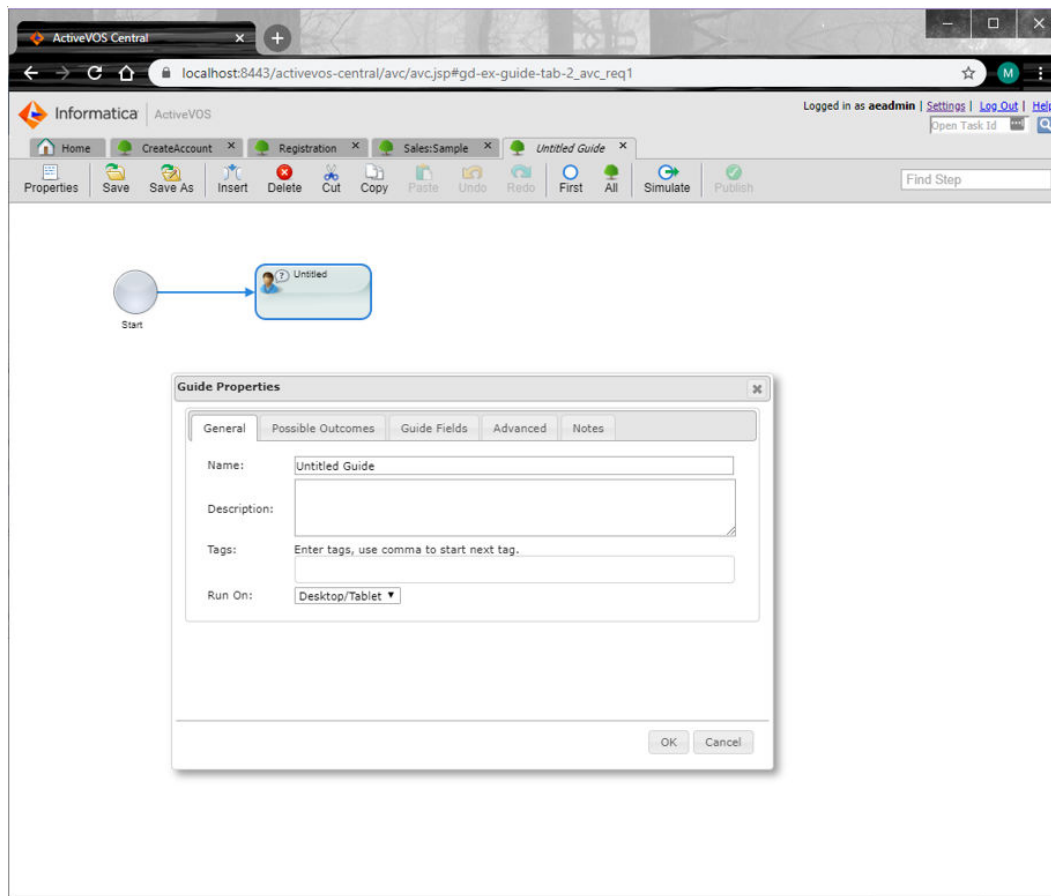 ActiveVOS Central
localhost:8443/activevos-central/avc/avc.jsp#gd-ex-guide-tab-2_avc_req1
M
Informatica ActiveVOS
Logged in as aeadmin | Settings | Log Out | Help
Open Task Id
Home CreateAccount Registration Sales:Sample Untitled Guide
Properties Save Save As Insert Delete Cut Copy Paste Undo Redo First All Simulate Publish
Find Step
? Untitled
Start
Guide Properties
General Possible Outcomes Guide Fields Advanced Notes
Name: Untitled Guide
Description:
Tags: Enter tags, use comma to start next tag.
Run On: Desktop/Tablet
OK Cancel